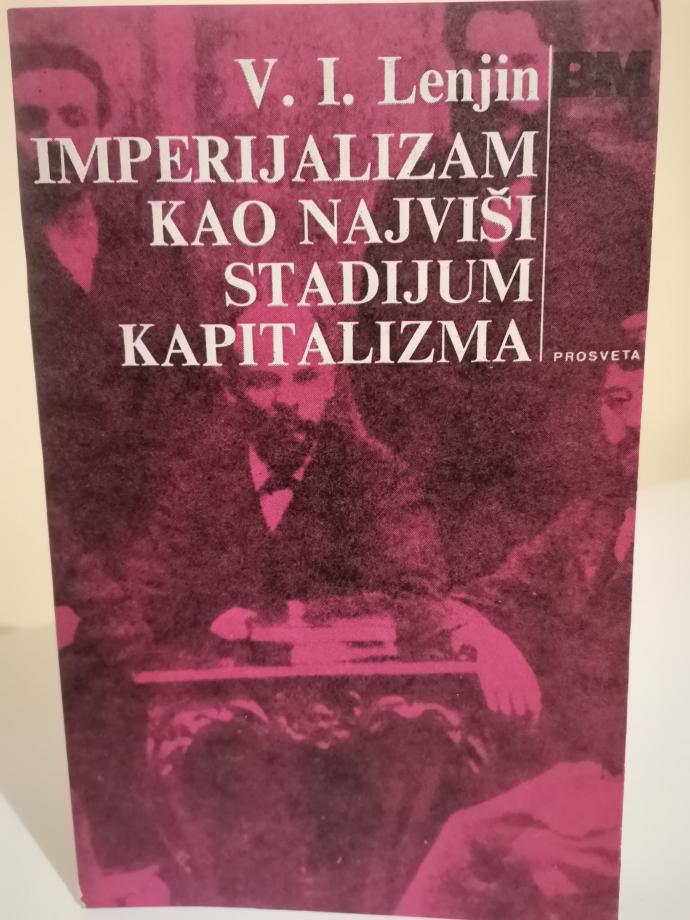 V. I. Lenjin
BM
IMPERIJALIZAM
KAO NAJVIŠI
STADIJUM
KAPITALIZMA
PROSVETA